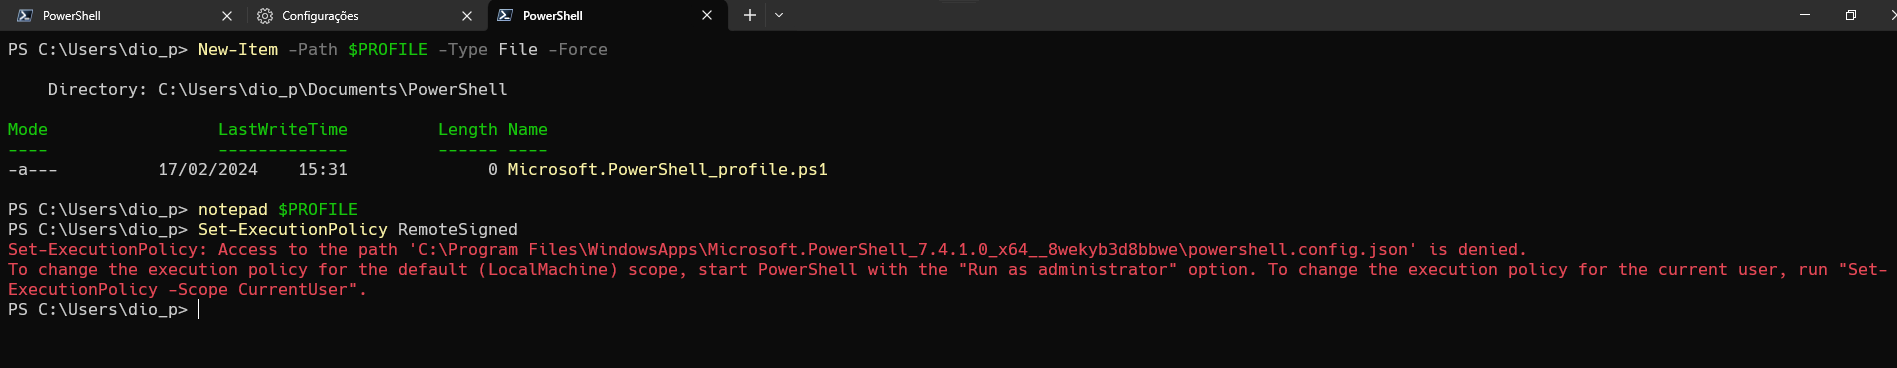 PowerShell
Configurações
PowerShell
PS C:\Users\dio_p> New-Item -Path $PROFILE -Type File -Force
Directory: C:\Users\dio_p\Documents\PowerShell
Mode LastWriteTime Length Name
---- ------------- ------ ----
-a--- 17/02/2024 15:31 0 Microsoft.PowerShell_profile.ps1
PS C:\Users\dio_p> notepad $PROFILE
PS C:\Users\dio_p> Set-ExecutionPolicy RemoteSigned
Set-ExecutionPolicy: Access to the path 'C:\Program Files\WindowsApps\Microsoft.PowerShell_7.4.1.0_x64__8wekyb3d8bbwe\powershell.config.json' is denied.
To change the execution policy for the default (LocalMachine) scope, start PowerShell with the "Run as administrator" option. To change the execution policy for the current user, run "Set-
ExecutionPolicy -Scope CurrentUser".
PS C:\Users\dio_p>